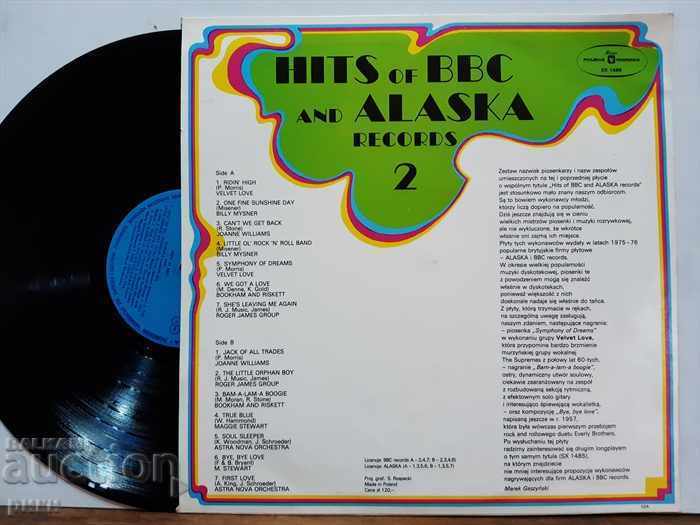 HITS OF BBC
AND ALASKA
RECORDS
2
POLSKIE NAGRANIA
SX 1486
Side A
1. RIDIN' HIGH
(P. Morris)
VELVET LOVE
2. ONE FINE SUNSHINE DAY
(Misener)
BILLY MYSNER
3. CAN'T WE GET BACK
(R. Stone)
JOANNE WILLIAMS
4. LITTLE OL' ROCK 'N' ROLL BAND
(Misener)
BILLY MYSNER
5. SYMPHONY OF DREAMS
(P. Morris)
VELVET LOVE
6. WE GOT A LOVE
(M. Denne, K. Gold)
BOOKHAM AND RISKETT
7. SHE'S LEAVING ME AGAIN
(R. J. Music, James)
ROGER JAMES GROUP
Side B
1. JACK OF ALL TRADES
(P. Morris)
JOANNE WILLIAMS
2. THE LITTLE ORPHAN BOY
(R. J. Music, James)
ROGER JAMES GROUP
3. BAM-A-LAM-A BOOGIE
(M. Moran, R. Stone)
BOOKHAM AND RISKETT
4. TRUE BLUE
(W. Hammond)
MAGGIE STEWART
5. SOUL SLEEPER
(K. Woodman, J. Schroeder)
ASTRA NOVA ORCHESTRA
6. BYE, BYE LOVE
(F & B. Bryent)
M. STEWART
7. FIRST LOVE
(A. King, J. Schroeder)
ASTRA NOVA ORCHESTRA
Licencja: BBC records A - 2,4,7; B - 2,3,4,6)
Licencja: ALASKA (A - 1,3,5,6; B - 1,3,5,7)
Proj. graf. S. Rzepecki
Made in Poland
Cena zł 120,-
Zestaw nazwisk piosenkarzy i nazw zespołów
umieszczonych na tej i poprzedniej płycie
o wspólnym tytule „Hits of BBC and ALASKA records"
jest stosunkowo mało znany naszym odbiorcom.
Są to bowiem wykonawcy młodzi,
którzy liczą dopiero na popularność.
Dziś jeszcze znajdują się w cieniu
wielkich mistrzów piosenki i muzyki rozrywkowej,
ale nie wykluczone, że wkrótce
właśnie oni zajmą ich miejsce.
Płyty tych wykonawców wydały w latach 1975-76
popularne brytyjskie firmy płytowe
- ALASKA i BBC records.
W okresie wielkiej popularności
muzyki dyskotekowej, piosenki te
z powodzeniem mogą się znaleźć
właśnie w dyskotekach,
ponieważ większość z nich
doskonale nadaje się właśnie do tańca.
Z płyty, którą trzymacie w rękach,
na szczególną uwagę zasługują,
naszym zdaniem, następujące nagrania:
- piosenka „Symphony of Dreams"
w wykonaniu grupy Velvet Love,
która przypomina bardzo brzmienie
murzyńskiej grupy wokalnej
The Supremes z połowy lat 60-tych.
- nagranie „Bam-a-lam-a boogie",
ostry, dynamiczny utwór soulowy,
ciekawie zaaranżowany na zespół
z rozbudowaną sekcją rytmiczną,
z efektownym solo gitary
i interesująco śpiewającą wokalistką,
- oraz kompozycję „Bye, bye love",
napisaną jeszcze w r. 1957,
która była wówczas pierwszym przebojem
rock and rollowego duetu Everly Brothers.
Po wysłuchaniu tej płyty
radzimy zainteresować się drugim longplayem
o tym samym tytule (SX 1485),
na którym znajdziecie
nie mniej interesujące propozycje wykonawców
nagrywających dla firm ALASKA i BBC records.
Marek Gaszyński
BALKAN
auction